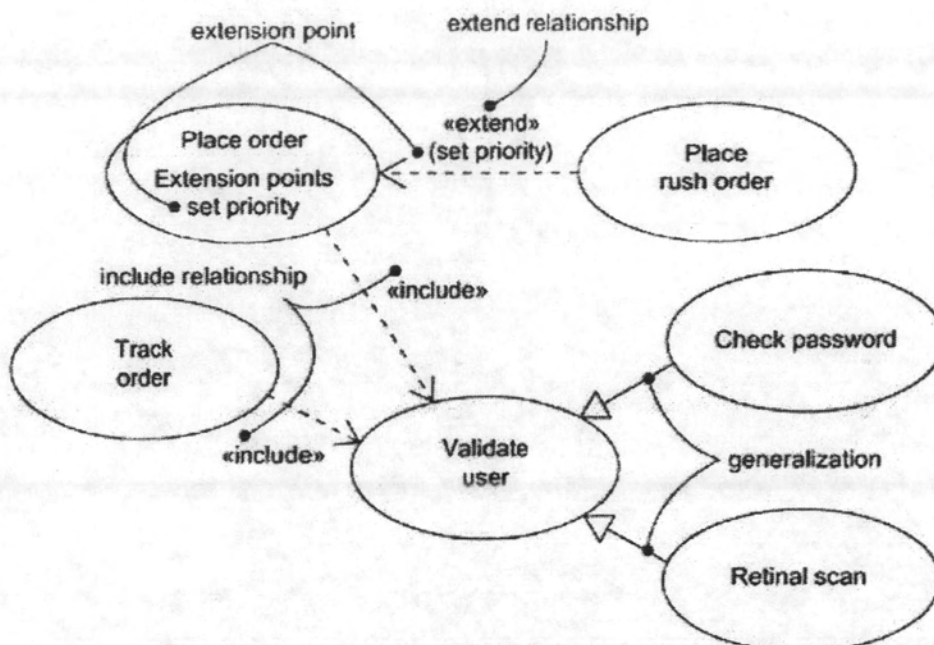 extension point
extend relationship
«extend»
(set priority)
Place order
Extension points
set priority
Place
rush order
include relationship
«include»
Track
order
Check password
«include»
Validate
user
generalization
Retinal scan